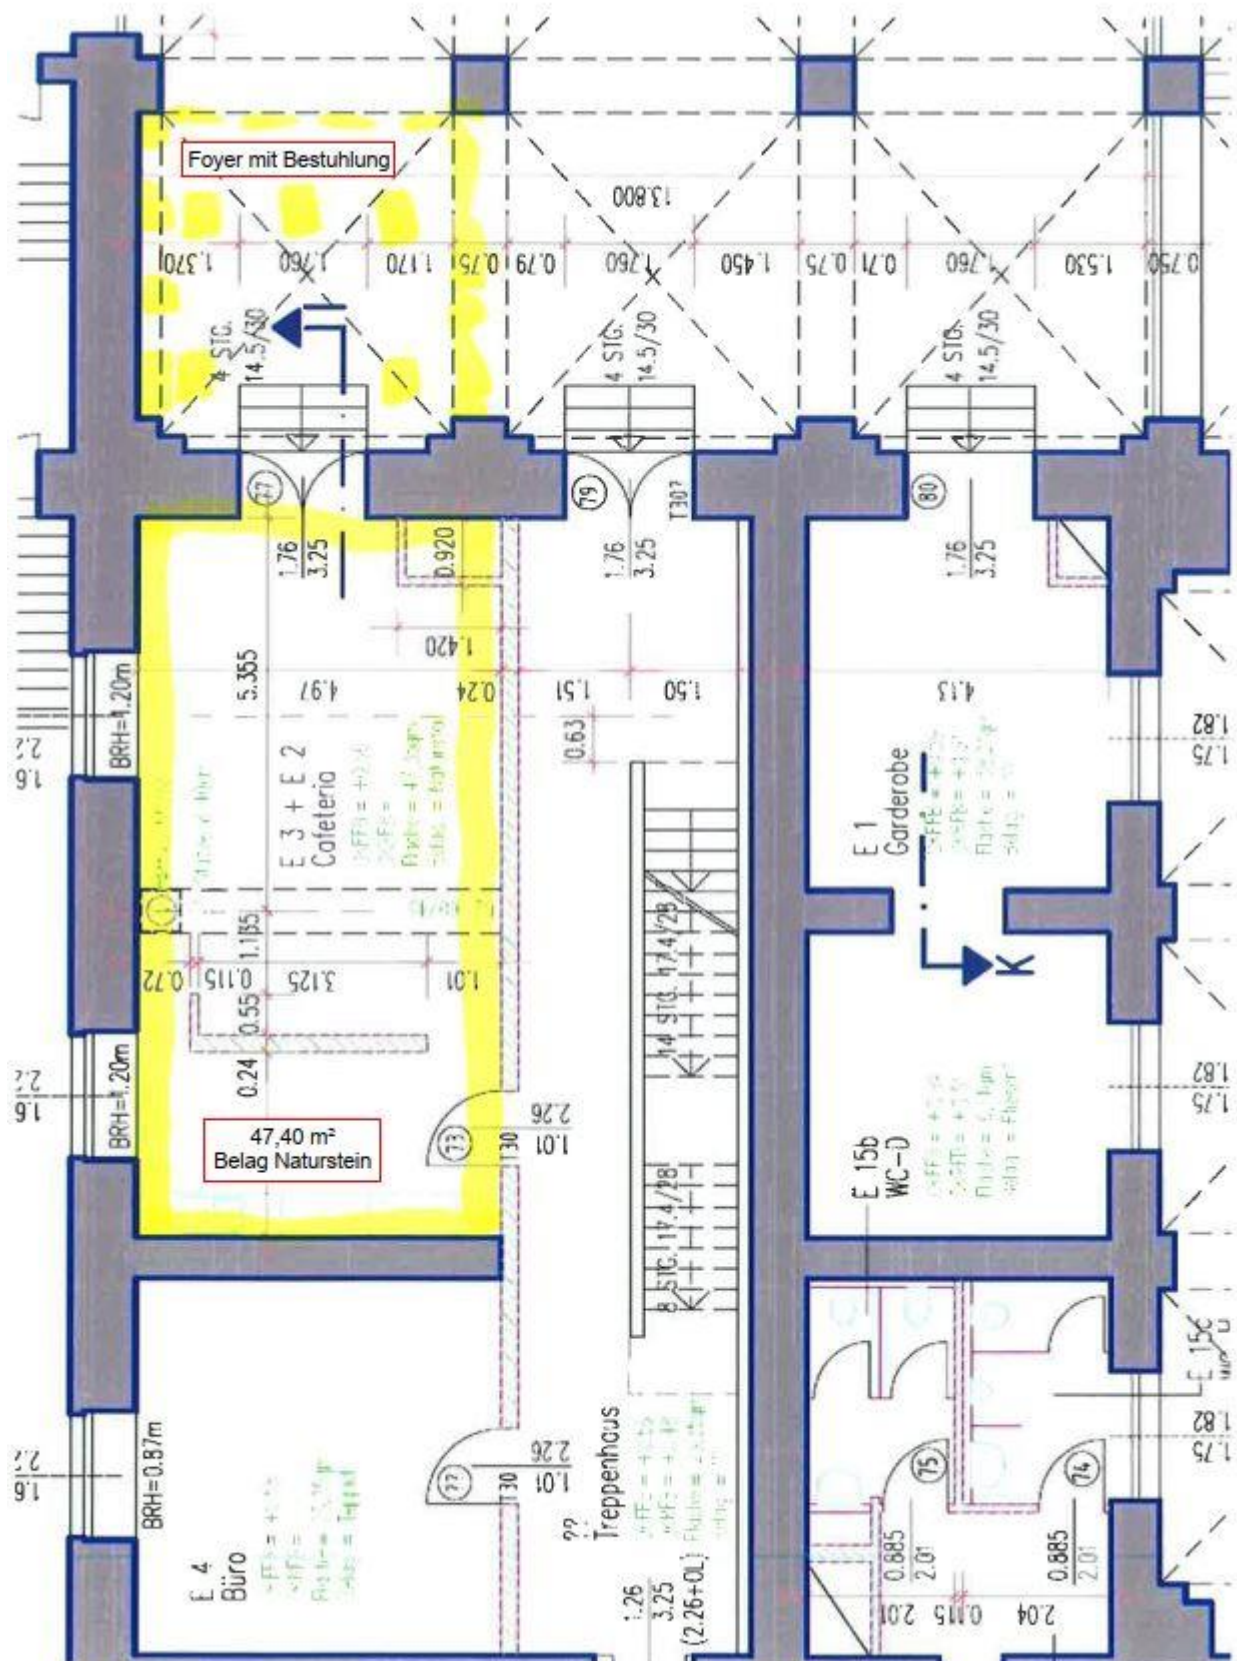 Foyer mit Bestuhlung
13.800
1.370
1.760
1.170
0.75
0.79
1.760
1.450
0.75
0.71
1.760
1.530
0.750
4 STG.
14.5/30
4 STG.
14.5/30
4 STG.
14.5/30
77
79
T30?
80
1.76
3.25
0.920
1.76
3.25
1.76
3.25
1.420
5.355
4.97
0.24
1.51
1.50
4.13
BRH=1.20m
0.63
1.82
1.75
E 3 + E 2
Cafeteria
E 1
Garderobe
1.135
0.72
0.115
3.125
1.01
0.55
0.24
14 STG. 17.4/28
K
BRH=1.20m
1.82
1.75
47,40 m²
Belag Naturstein
73
T30
2.26
1.01
E 15b
WC-D
8 STG. 17.4/28
E 15c
BRH=0.87m
??
T30
2.26
1.01
??
Treppenhaus
75
74
1.82
1.75
E 4
Büro
1.26
3.25
(2.26+OL)
0.885
2.01
0.885
2.01
2.01
0.115
2.04